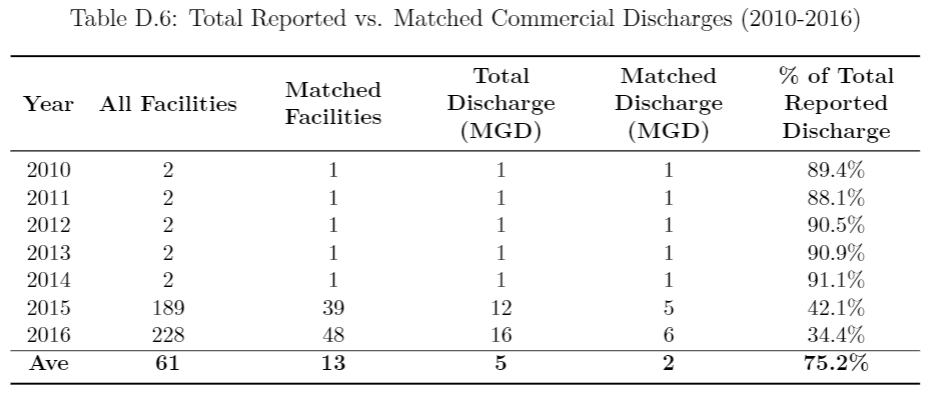 Table D.6: Total Reported vs. Matched Commercial Discharges (2010-2016)
Year All Facilities Matched Facilities Total Discharge (MGD) Matched Discharge (MGD) % of Total Reported Discharge
2010 2 1 1 1 89.4%
2011 2 1 1 1 88.1%
2012 2 1 1 1 90.5%
2013 2 1 1 1 90.9%
2014 2 1 1 1 91.1%
2015 189 39 12 5 42.1%
2016 228 48 16 6 34.4%
Ave 61 13 5 2 75.2%